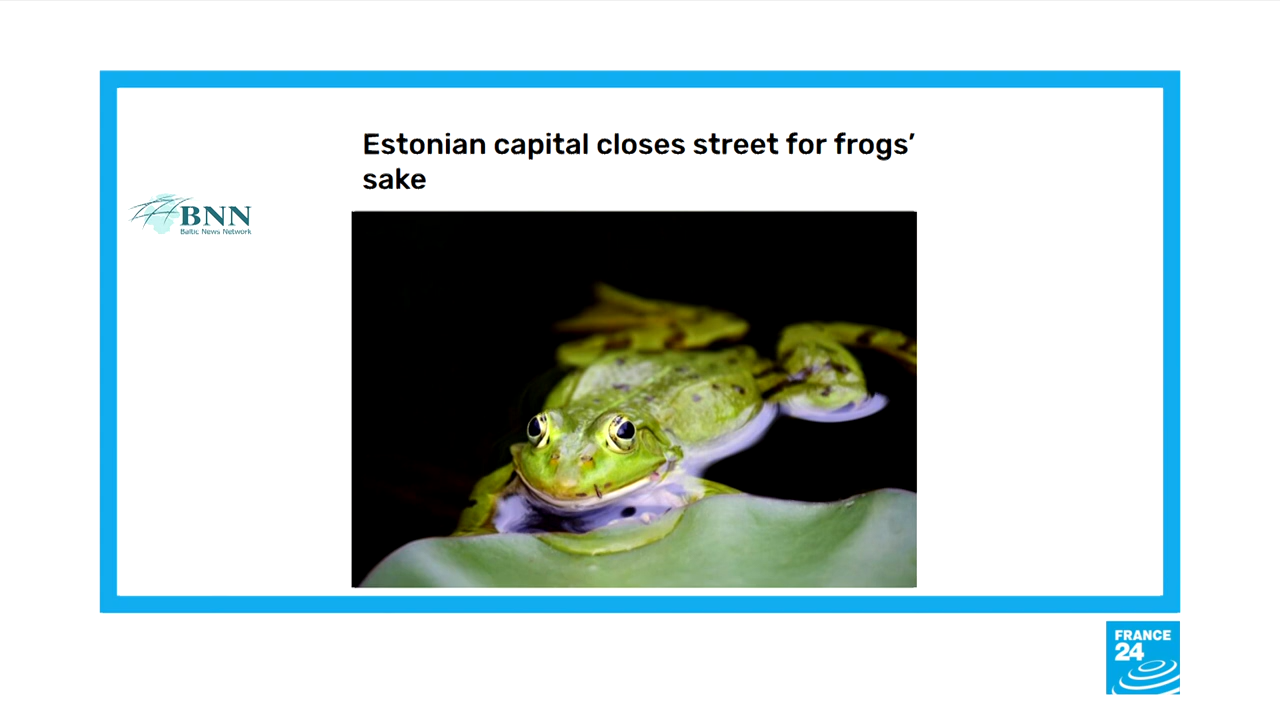 Estonian capital closes street for frogs’
sake
BNN
Baltic News Network
FRANCE
24